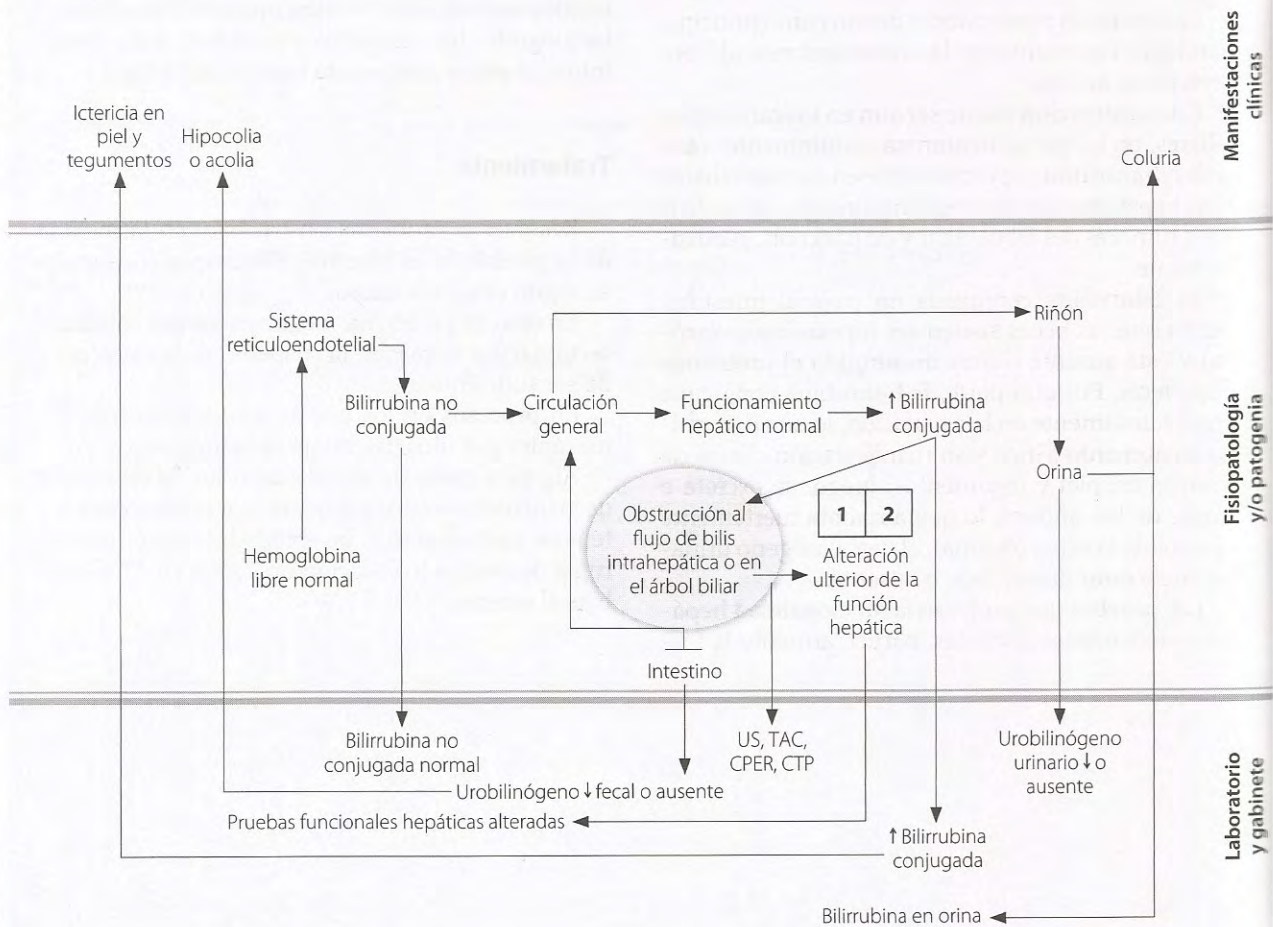 Ictericia en
piel y
tegumentos
Hipocolia
o acolia
Coluria
Manifestaciones
clínicas
Sistema
reticuloendotelial
Riñón
Bilirrubina no
conjugada
Circulación
general
Funcionamiento
hepático normal
↑ Bilirrubina
conjugada
Orina
Hemoglobina
libre normal
Obstrucción al
flujo de bilis
intrahepática o en
el árbol biliar
1 2
Alteración
ulterior de la
función
hepática
Intestino
Fisiopatología
y/o patogenia
Bilirrubina no
conjugada normal
US, TAC,
CPER, CTP
Urobilinógeno
urinario ↓ o
ausente
Urobilinógeno ↓ fecal o ausente
Pruebas funcionales hepáticas alteradas
↑ Bilirrubina
conjugada
Bilirrubina en orina
Laboratorio
y gabinete
Tratamiento